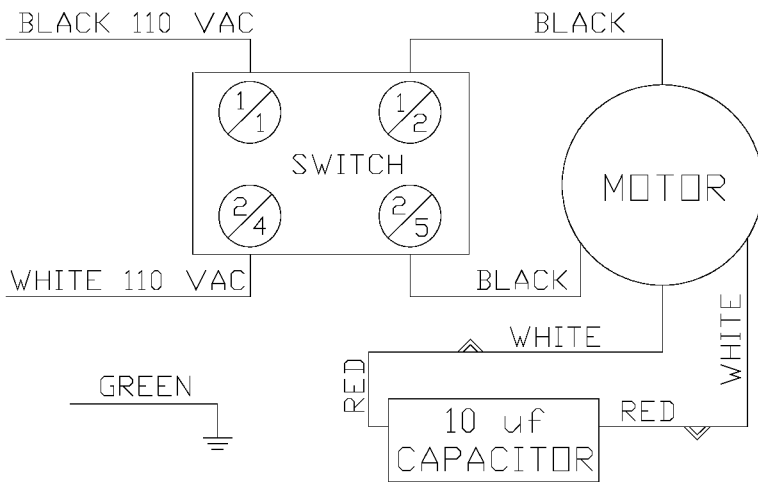 BLACK 110 VAC
BLACK
1/1
1/2
SWITCH
MOTOR
2/4
2/5
WHITE 110 VAC
BLACK
WHITE
WHITE
GREEN
RED
10 uf
CAPACITOR
RED